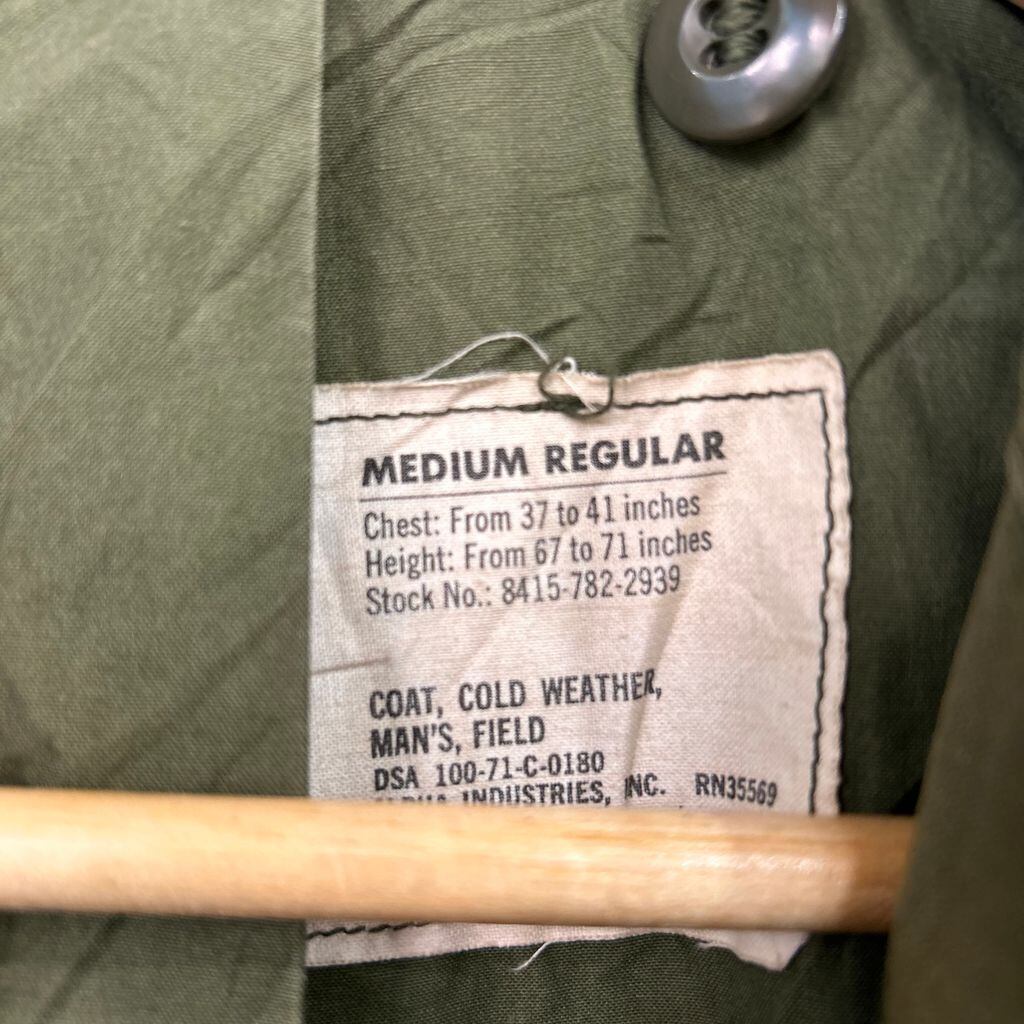 MEDIUM REGULAR
Chest: From 37 to 41 inches
Height: From 67 to 71 inches
Stock No.: 8415-782-2939
COAT, COLD WEATHER,
MAN'S, FIELD
DSA 100-71-C-0180
INDUSTRIES, INC. RN35569